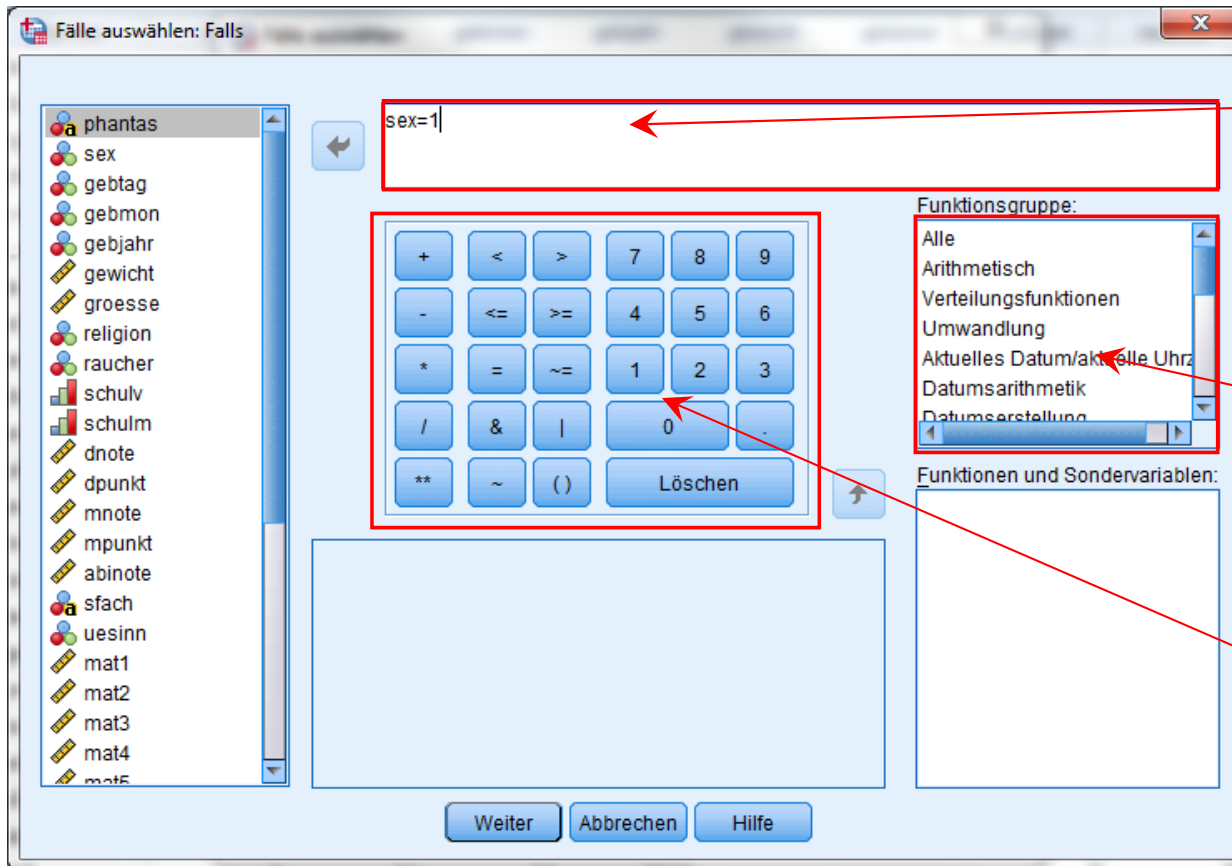 Fälle auswählen: Falls
phantas
sex
gebtag
gebmon
gebjahr
gewicht
groesse
religion
raucher
schulv
schulm
dnote
dpunkt
mnote
mpunkt
abinote
sfach
uesinn
mat1
mat2
mat3
mat4
mat5
sex=1
+ < > 7 8 9
- <= >= 4 5 6
* = ~= 1 2 3
/ & | 0 .
** ~ ( ) Löschen
Funktionsgruppe:
Alle
Arithmetisch
Verteilungsfunktionen
Umwandlung
Aktuelles Datum/aktuelle Uhrz
Datumsarithmetik
Datumserstellung
Funktionen und Sondervariablen:
Weiter Abbrechen Hilfe